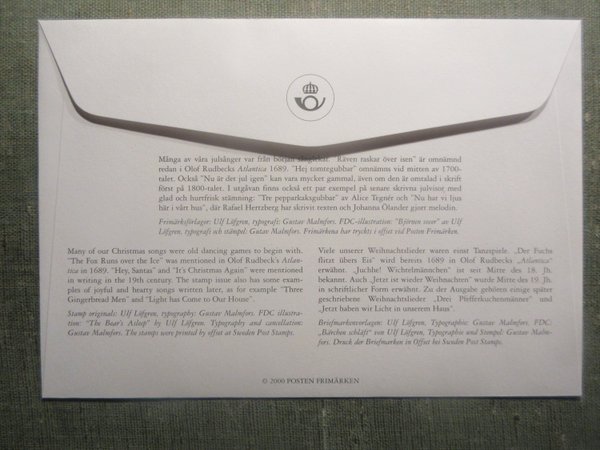 Många av våra julsånger var från början sånglekar. "Räven raskar över isen" är omnämnd
redan i Olof Rudbecks Atlantica 1689. "Hej tomtegubbar" omnämns vid mitten av 1700-
talet. Också "Nu är det jul igen" kan vara mycket gammal, även om den är omtalad i skrift
först på 1800-talet. I utgåvan finns också ett par exempel på senare skrivna julvisor med
glad och hurtfrisk stämning: "Tre pepparkaksgubbar" av Alice Tegnér och "Nu har vi ljus
här i vårt hus", där Rafael Hertzberg har skrivit texten och Johanna Ölander gjort melodin.
Frimärksförlagor: Ulf Löfgren, typografi: Gustav Malmfors. FDC-illustration: "Björnen sover" av Ulf
Löfgren, typografi och stämpel: Gustav Malmfors. Frimärkena har tryckts i offset vid Posten Frimärken.
Many of our Christmas songs were old dancing games to begin with.
"The Fox Runs over the Ice" was mentioned in Olof Rudbeck's Atlan-
tica in 1689. "Hey, Santas" and "It's Christmas Again" were mentioned
in writing in the 19th century. The stamp issue also has some exam-
ples of joyful and hearty songs written later, as for example "Three
Gingerbread Men" and "Light has Come to Our House".
Stamp originals: Ulf Löfgren, typography: Gustav Malmfors. FDC illustra-
tion: "The Bear's Asleep" by Ulf Löfgren. Typography and cancellation:
Gustav Malmfors. The stamps were printed by offset at Sweden Post Stamps.
Viele unserer Weihnachtslieder waren einst Tanzspiele. „Der Fuchs
flitzt übers Eis" wird bereits 1689 in Olof Rudbecks „Atlantica"
erwähnt. „Juchhe! Wichtelmännchen" ist seit Mitte des 18. Jh.
bekannt. Auch „Jetzt ist wieder Weihnachten" wurde Mitte des 19. Jh.
in schriftlicher Form erwähnt. Zu der Ausgabe gehören einige später
geschriebene Weihnachtslieder „Drei Pfefferkuchenmänner" und
„Jetzt haben wir Licht in unserem Haus".
Briefmarkenvorlagen: Ulf Löfgren, Typographie: Gustav Malmfors. FDC:
„Bärchen schläft" von Ulf Löfgren, Typographie und Stempel: Gustav Malm-
fors. Druck der Briefmarken in Offset bei Sweden Post Stamps.
© 2000 POSTEN FRIMÄRKEN